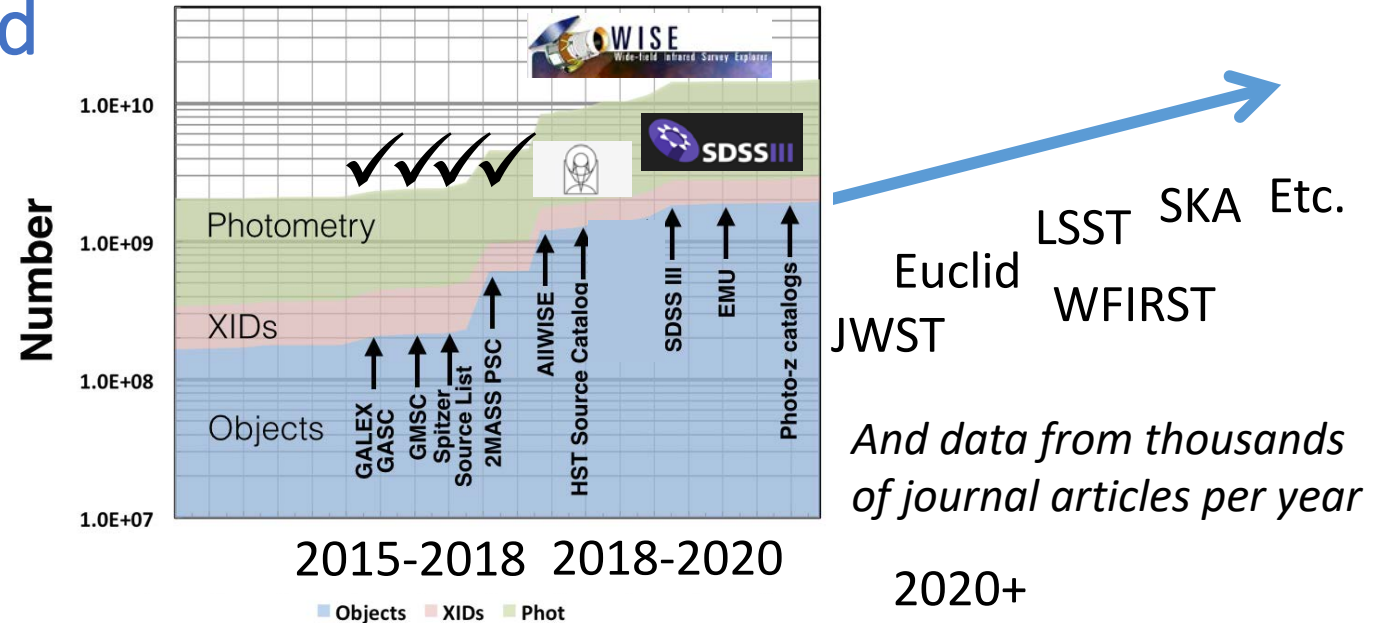 d
WISE
Wide-field Infrared Survey Explorer
1.0E+10
SDSSIII
Photometry
1.0E+09
Number
XIDs
1.0E+08
Objects
1.0E+07
GALEX
GASC
GMSC
Spitzer
Source List
2MASS PSC
AllWISE
HST Source Catalog
SDSS III
EMU
Photo-z catalogs
LSST SKA Etc.
Euclid
WFIRST
JWST
And data from thousands
of journal articles per year
2015-2018 2018-2020
2020+
Objects XIDs Phot